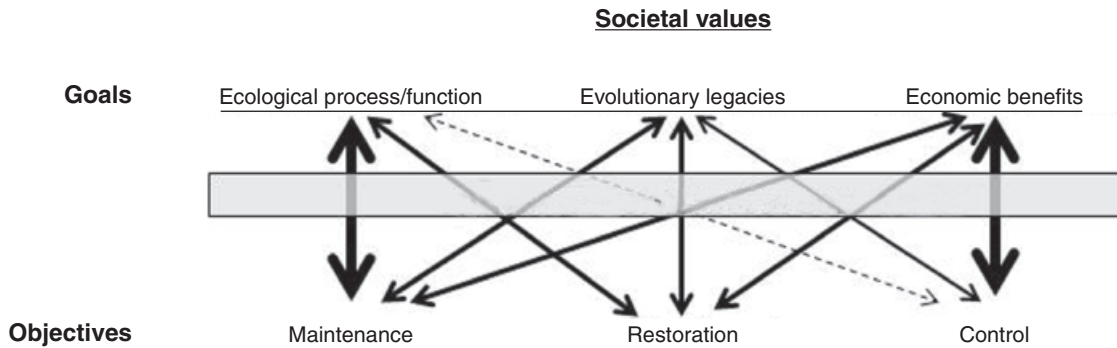 Societal values
Goals
Ecological process/function
Evolutionary legacies
Economic benefits
Objectives
Maintenance
Restoration
Control